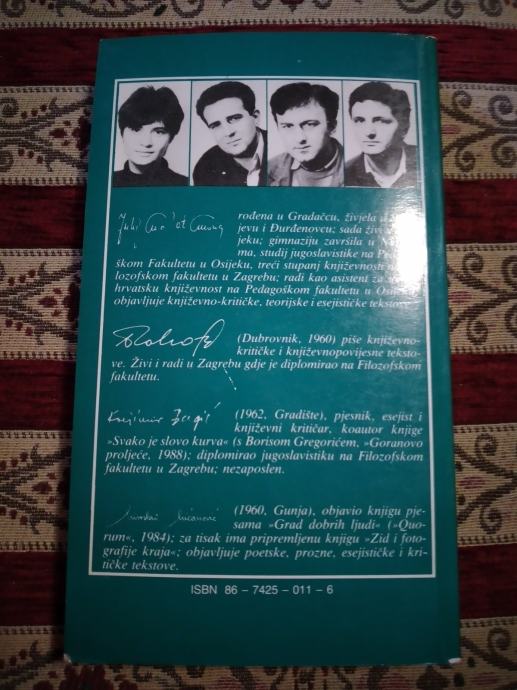 rođena u Gradačcu, živjela u
jevu i Đurđenovcu; sada živi
jeku; gimnaziju završila u
ma, studij jugoslavistike na
škom Fakultetu u Osijeku, treći stupanj književnosti na
lozofskom fakultetu u Zagrebu; radi kao asistent za
hrvatsku književnost na Pedagoškom fakultetu u
objavljuje književno-kritičke, teorijske i esejističke tekstove.
(Dubrovnik, 1960) piše književno-
kritičke i književnopovijesne teksto-
ve. Živi i radi u Zagrebu gdje je diplomirao na Filozofskom
fakultetu.
Krešimir Bagić
(1962, Gradište), pjesnik, esejist i
književni kritičar, koautor knjige
»Svako je slovo kurva« (s Borisom Gregorićem, »Goranovo
proljeće, 1988); diplomirao jugoslavistiku na Filozofskom
fakultetu u Zagrebu; nezaposlen.
Miroslav Mićanović
(1960, Gunja), objavio knjigu pje-
sama »Grad dobrih ljudi« (»Quo-
rum«, 1984); za tisak ima pripremljenu knjigu »Zid i foto-
grafije kraja«; objavljuje poetske, prozne, esejističke i kri-
tičke tekstove.
ISBN 86 – 7425 – 011 – 6